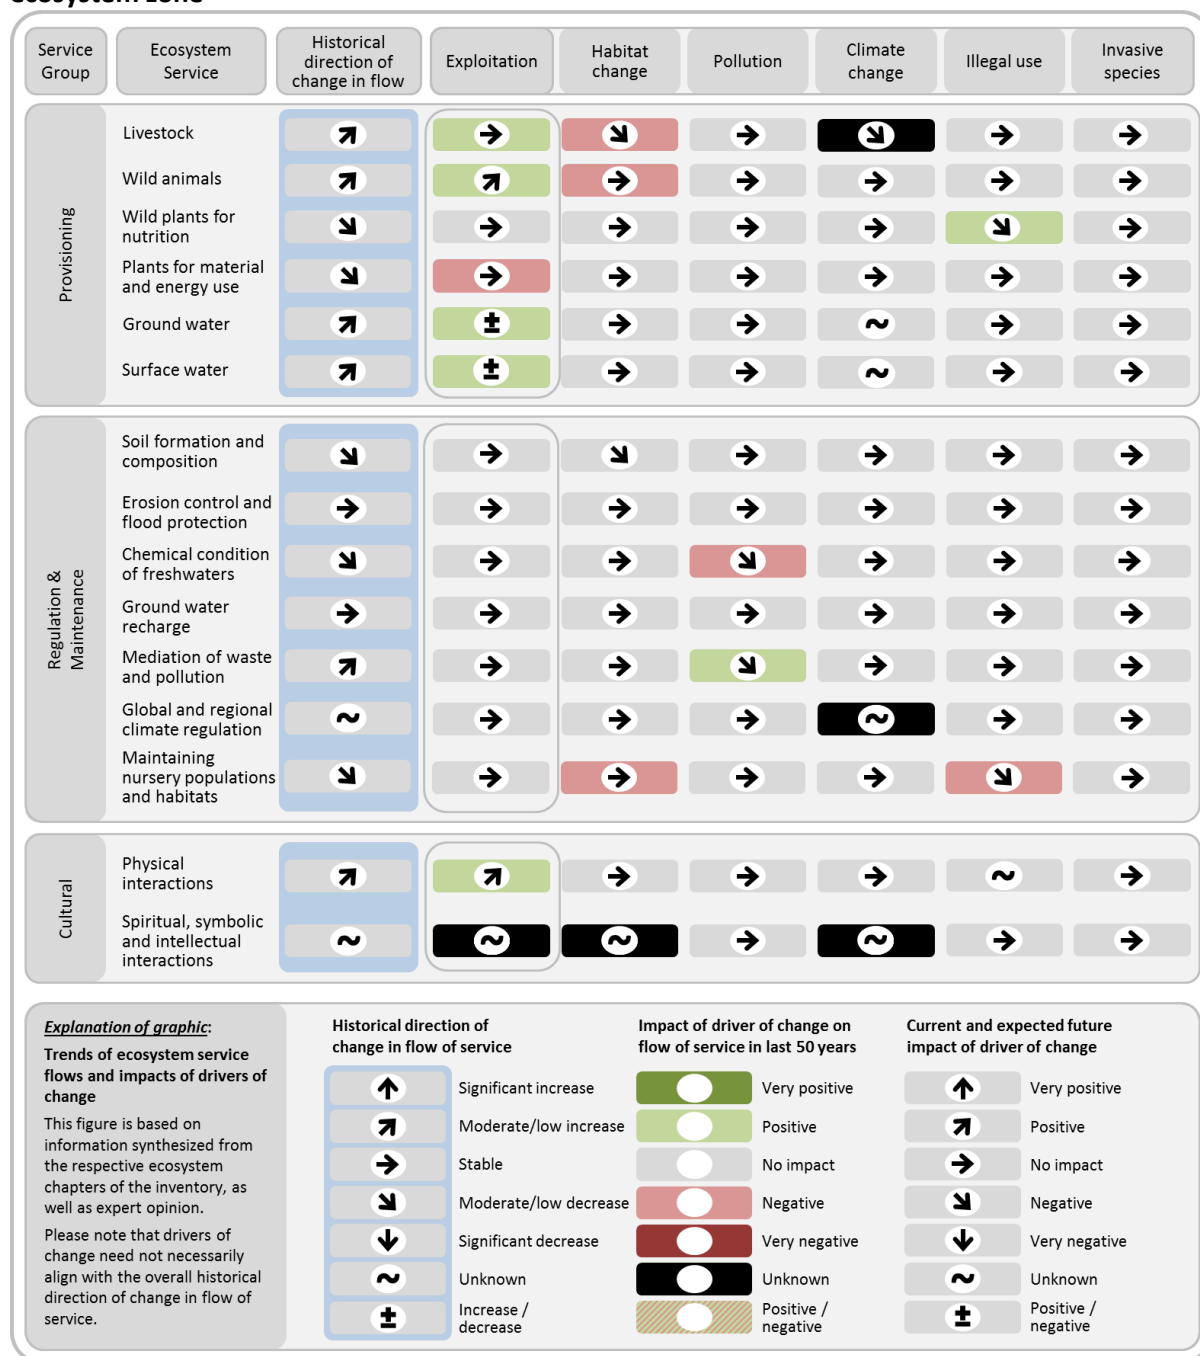 ecosystem zone
Service
Group
Ecosystem
Service
Historical
direction of
change in flow
Exploitation
Habitat
change
Pollution
Climate
change
Illegal use
Invasive
species
Provisioning
Livestock
Wild animals
Wild plants for
nutrition
Plants for material
and energy use
Ground water
Surface water
Regulation &
Maintenance
Soil formation and
composition
Erosion control and
flood protection
Chemical condition
of freshwaters
Ground water
recharge
Mediation of waste
and pollution
Global and regional
climate regulation
Maintaining
nursery populations
and habitats
Cultural
Physical
interactions
Spiritual, symbolic
and intellectual
interactions
Explanation of graphic:
Trends of ecosystem service
flows and impacts of drivers of
change
This figure is based on
information synthesized from
the respective ecosystem
chapters of the inventory, as
well as expert opinion.
Please note that drivers of
change need not necessarily
align with the overall historical
direction of change in flow of
service.
Historical direction of
change in flow of service
Significant increase
Moderate/low increase
Stable
Moderate/low decrease
Significant decrease
Unknown
Increase /
decrease
Impact of driver of change on
flow of service in last 50 years
Very positive
Positive
No impact
Negative
Very negative
Unknown
Positive /
negative
Current and expected future
impact of driver of change
Very positive
Positive
No impact
Negative
Very negative
Unknown
Positive /
negative